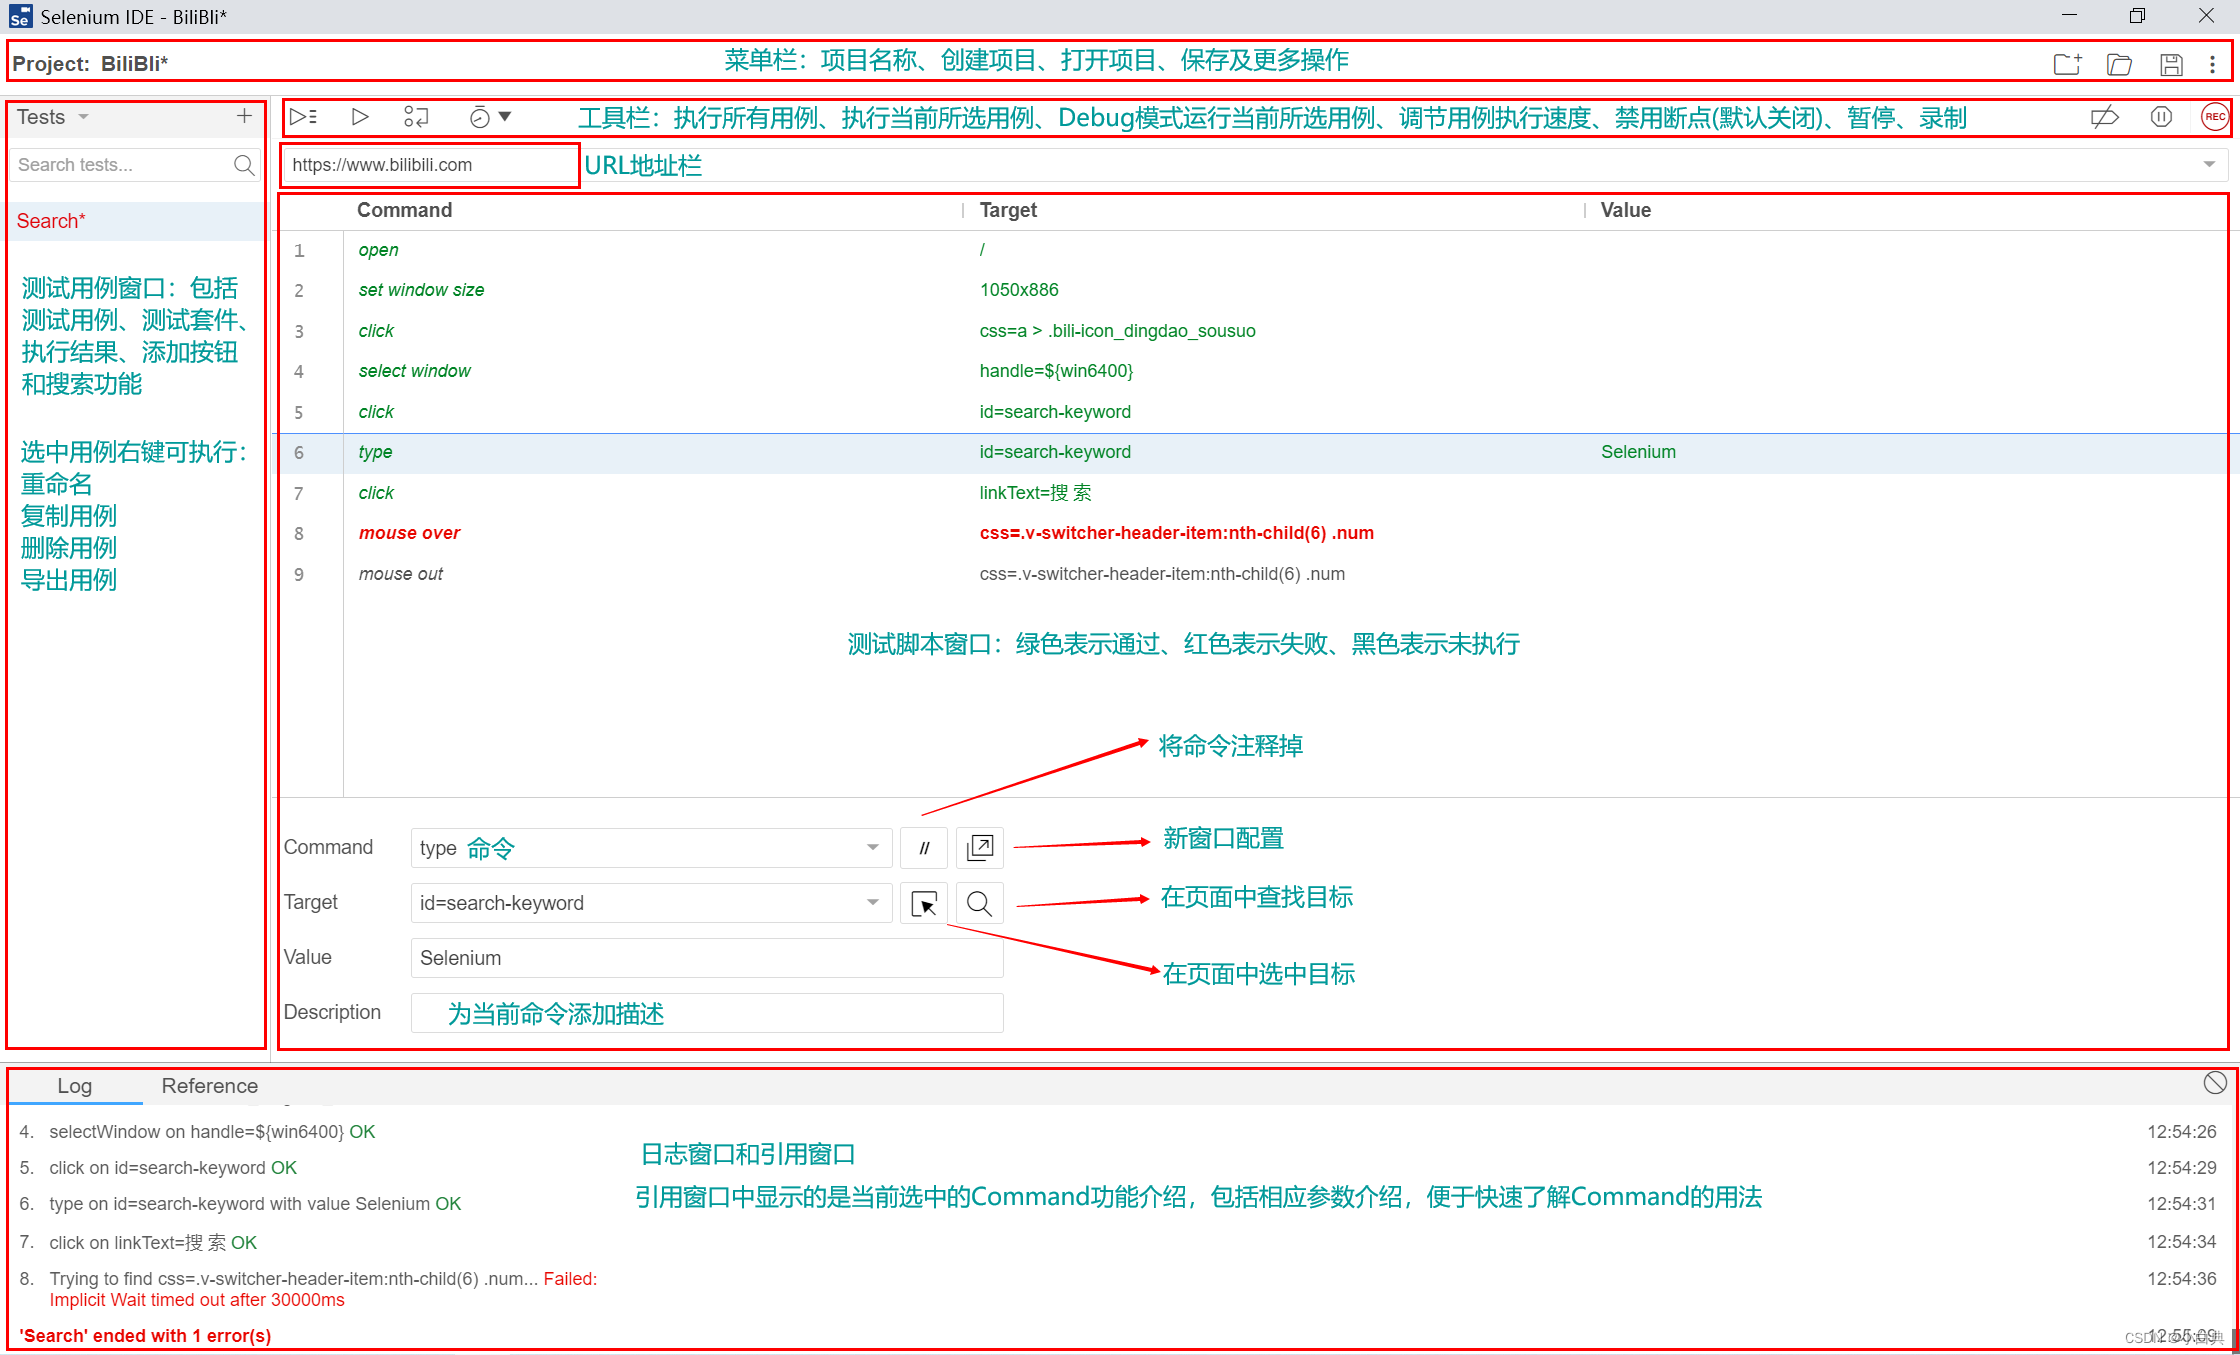 Selenium IDE - BiliBli*
Project: BiliBli*
菜单栏：项目名称、创建项目、打开项目、保存及更多操作
Tests
工具栏：执行所有用例、执行当前所选用例、Debug模式运行当前所选用例、调节用例执行速度、禁用断点(默认关闭)、暂停、录制
REC
Search tests...
https://www.bilibili.com
URL地址栏
Search*
测试用例窗口：包括
测试用例、测试套件、
执行结果、添加按钮
和搜索功能
选中用例右键可执行：
重命名
复制用例
删除用例
导出用例
Command Target Value
1 open /
2 set window size 1050x886
3 click css=a > .bili-icon_dingdao_sousuo
4 select window handle=${win6400}
5 click id=search-keyword
6 type id=search-keyword Selenium
7 click linkText=搜 索
8 mouse over css=.v-switcher-header-item:nth-child(6) .num
9 mouse out css=.v-switcher-header-item:nth-child(6) .num
测试脚本窗口：绿色表示通过、红色表示失败、黑色表示未执行
将命令注释掉
Command type 命令 //
新窗口配置
Target id=search-keyword
在页面中查找目标
Value Selenium
在页面中选中目标
Description 为当前命令添加描述
Log Reference
4. selectWindow on handle=${win6400} OK 12:54:26
日志窗口和引用窗口
5. click on id=search-keyword OK 12:54:29
引用窗口中显示的是当前选中的Command功能介绍，包括相应参数介绍，便于快速了解Command的用法
6. type on id=search-keyword with value Selenium OK 12:54:31
7. click on linkText=搜 索 OK 12:54:34
8. Trying to find css=.v-switcher-header-item:nth-child(6) .num... Failed: 12:54:36
Implicit Wait timed out after 30000ms
'Search' ended with 1 error(s) 12:55:09
CSDN